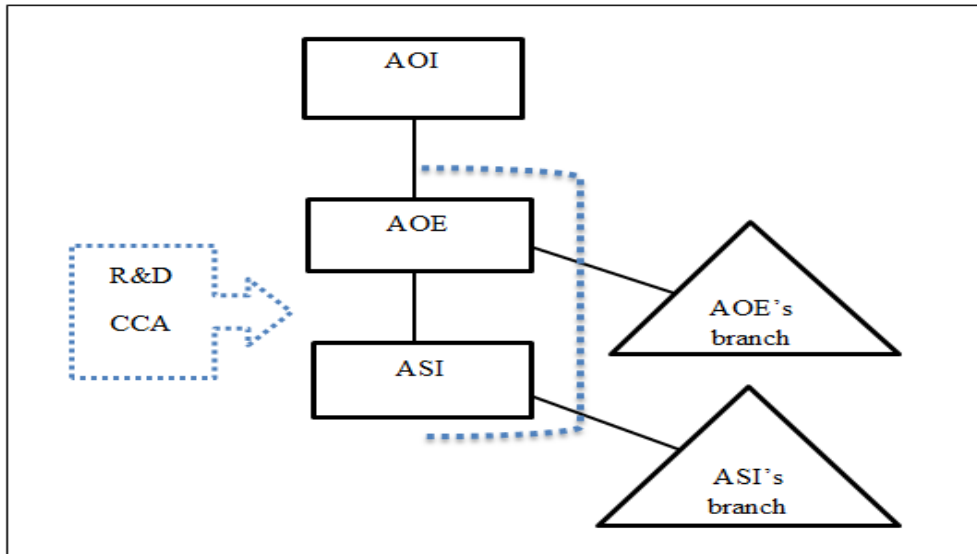 AOI
AOE
R&D
CCA
AOE’s
branch
ASI
ASI’s
branch